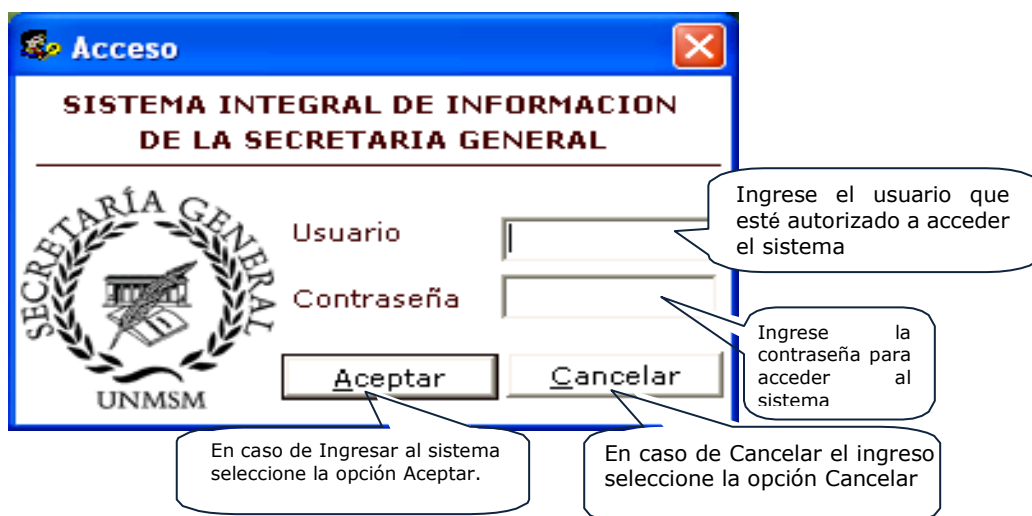 Acceso
SISTEMA INTEGRAL DE INFORMACION
DE LA SECRETARIA GENERAL
SECRETARÍA GENERAL
UNMSM
Usuario
Contraseña
Aceptar
Cancelar
Ingrese el usuario que
esté autorizado a acceder
el sistema
Ingrese la
contraseña para
acceder al
sistema
En caso de Ingresar al sistema
seleccione la opción Aceptar.
En caso de Cancelar el ingreso
seleccione la opción Cancelar